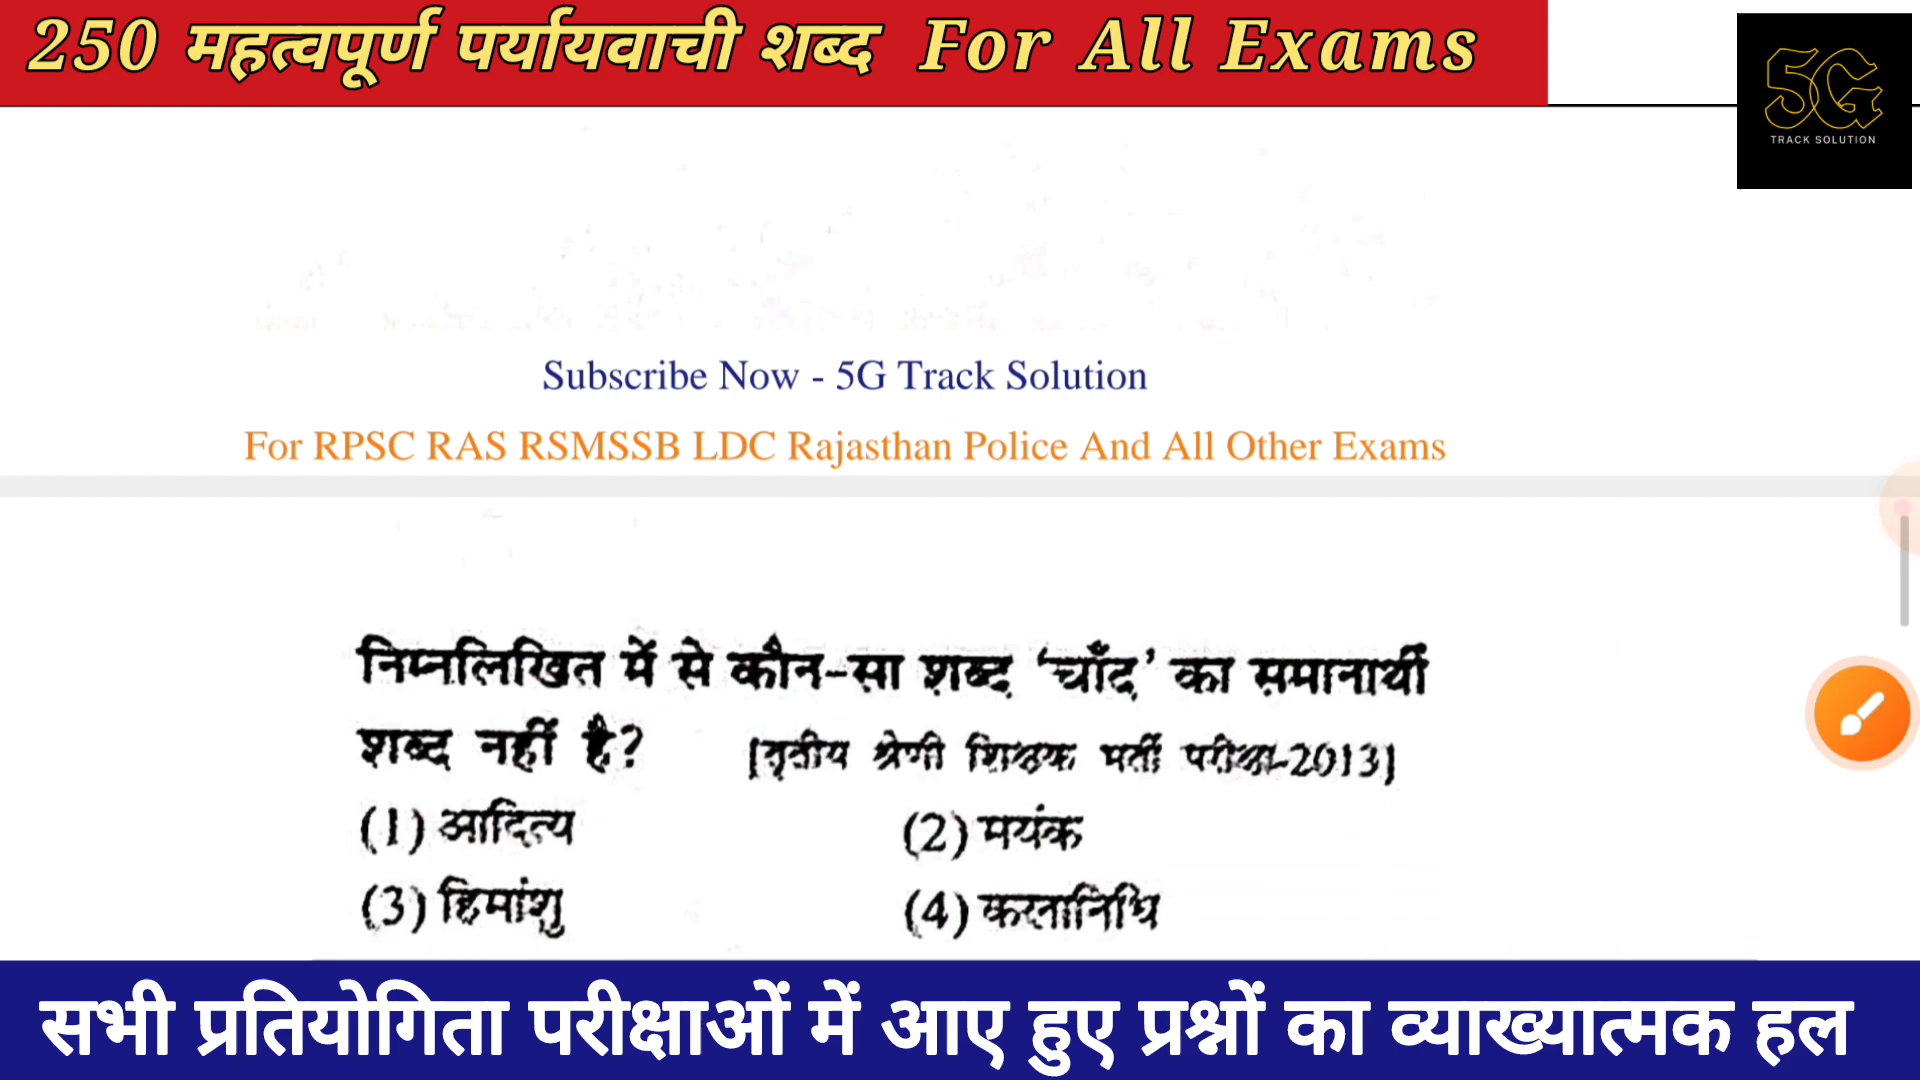 250 महत्वपूर्ण पर्यायवाची शब्द For All Exams
5G
TRACK SOLUTION
Subscribe Now - 5G Track Solution
For RPSC RAS RSMSSB LDC Rajasthan Police And All Other Exams
निम्नलिखित में से कौन-सा शब्द ‘चाँद’ का समानार्थी
शब्द नहीं है? [तृतीय श्रेणी शिक्षक भर्ती परीक्षा-2013]
(1) आदित्य (2) मयंक
(3) हिमांशु (4) कलानिधि
सभी प्रतियोगिता परीक्षाओं में आए हुए प्रश्नों का व्याख्यात्मक हल